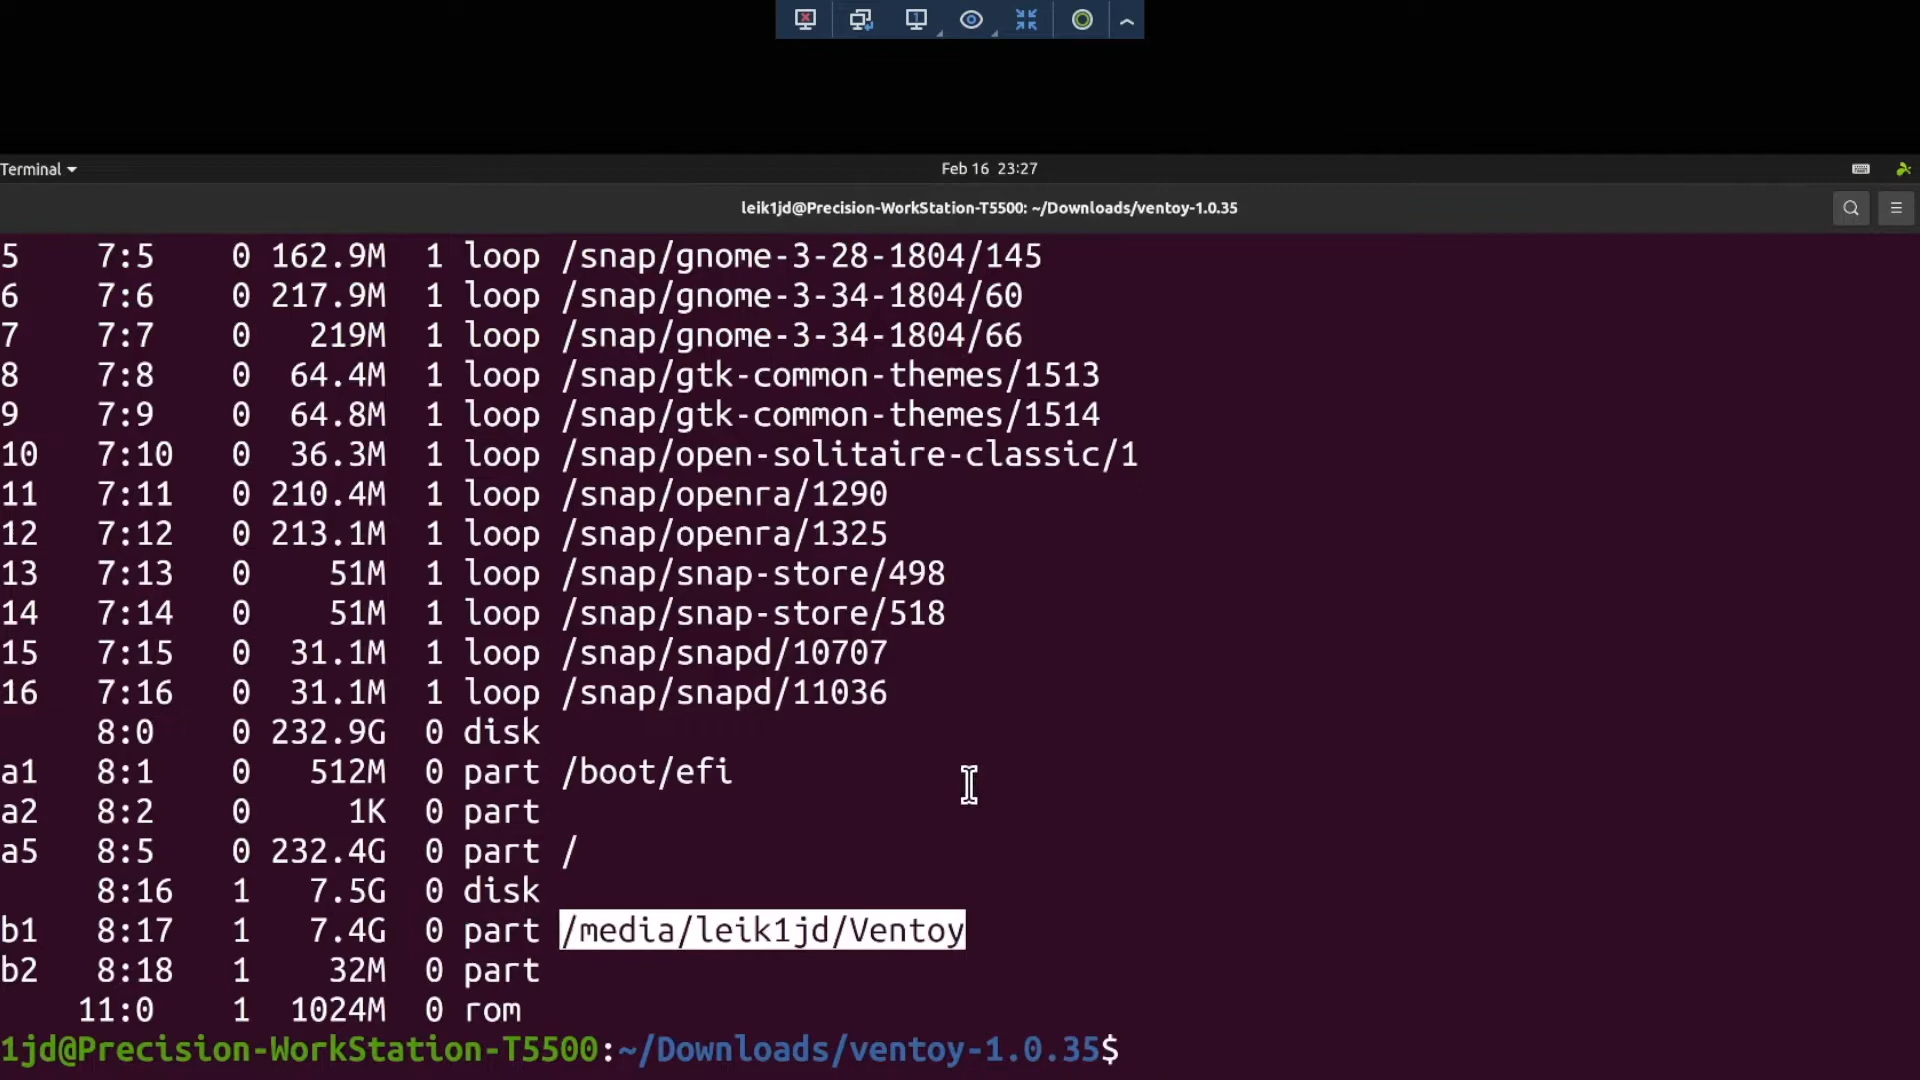 1
Terminal
Feb 16 23:27
leik1jd@Precision-WorkStation-T5500: ~/Downloads/ventoy-1.0.35
5 7:5 0 162.9M 1 loop /snap/gnome-3-28-1804/145
6 7:6 0 217.9M 1 loop /snap/gnome-3-34-1804/60
7 7:7 0 219M 1 loop /snap/gnome-3-34-1804/66
8 7:8 0 64.4M 1 loop /snap/gtk-common-themes/1513
9 7:9 0 64.8M 1 loop /snap/gtk-common-themes/1514
10 7:10 0 36.3M 1 loop /snap/open-solitaire-classic/1
11 7:11 0 210.4M 1 loop /snap/openra/1290
12 7:12 0 213.1M 1 loop /snap/openra/1325
13 7:13 0 51M 1 loop /snap/snap-store/498
14 7:14 0 51M 1 loop /snap/snap-store/518
15 7:15 0 31.1M 1 loop /snap/snapd/10707
16 7:16 0 31.1M 1 loop /snap/snapd/11036
8:0 0 232.9G 0 disk
a1 8:1 0 512M 0 part /boot/efi
a2 8:2 0 1K 0 part
a5 8:5 0 232.4G 0 part /
8:16 1 7.5G 0 disk
b1 8:17 1 7.4G 0 part /media/leik1jd/Ventoy
b2 8:18 1 32M 0 part
11:0 1 1024M 0 rom
1jd@Precision-WorkStation-T5500:~/Downloads/ventoy-1.0.35$